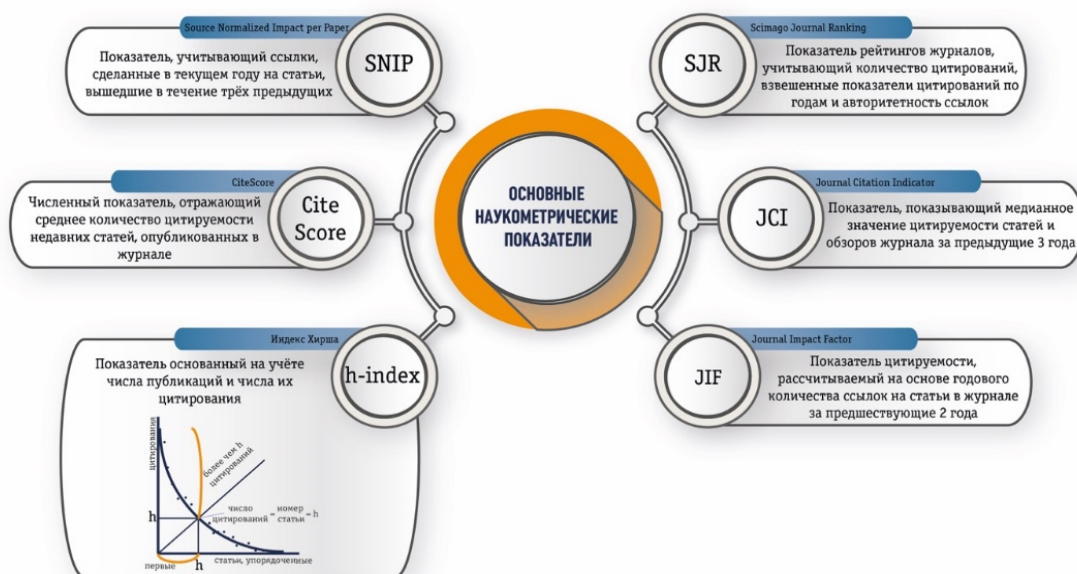 Source Normalized Impact per Paper
Показатель, учитывающий ссылки,
сделанные в текущем году на статьи,
вышедшие в течение трёх предыдущих
SNIP
CiteScore
Численный показатель, отражающий
среднее количество цитируемости
недавних статей, опубликованных в
журнале
Cite
Score
Индекс Хирша
Показатель основанный на учёте
числа публикаций и числа их
цитирования
h-index
цитирования
более чем h
цитирований
число
цитирований
=
номер
статьи
= h
h
h
первые
статьи, упорядоченные
ОСНОВНЫЕ
НАУКОМЕТРИЧЕСКИЕ
ПОКАЗАТЕЛИ
Scimago Journal Ranking
SJR
Показатель рейтингов журналов,
учитывающий количество цитирований,
взвешенные показатели цитирований по
годам и авторитетность ссылок
Journal Citation Indicator
JCI
Показатель, показывающий медианное
значение цитируемости статей и
обзоров журнала за предыдущие 3 года
Journal Impact Factor
JIF
Показатель цитируемости,
рассчитываемый на основе годового
количества ссылок на статьи в журнале
за предшествующие 2 года